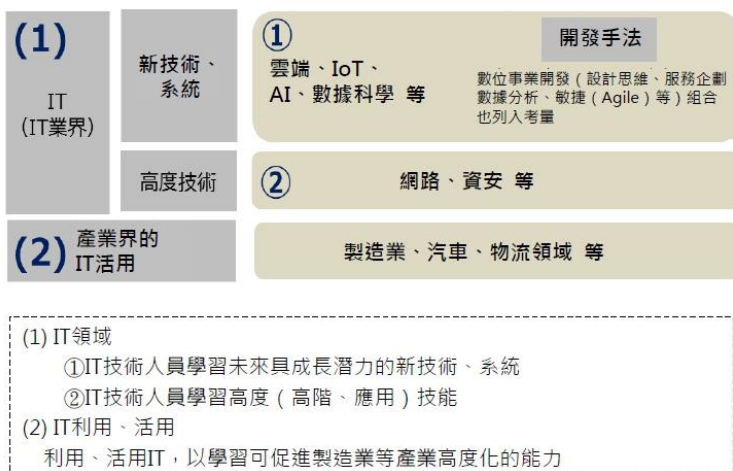 (1)
IT
(IT業界)
新技術、
系統
①
雲端、IoT、
AI、數據科學 等
開發手法
數位事業開發(設計思維、服務企劃
數據分析、敏捷(Agile)等)組合
也列入考量
高度技術
②
網路、資安 等
(2) 產業界的
IT活用
製造業、汽車、物流領域 等
(1) IT領域
①IT技術人員學習未來具成長潛力的新技術、系統
②IT技術人員學習高度(高階、應用)技能
(2) IT利用、活用
利用、活用IT,以學習可促進製造業等產業高度化的能力